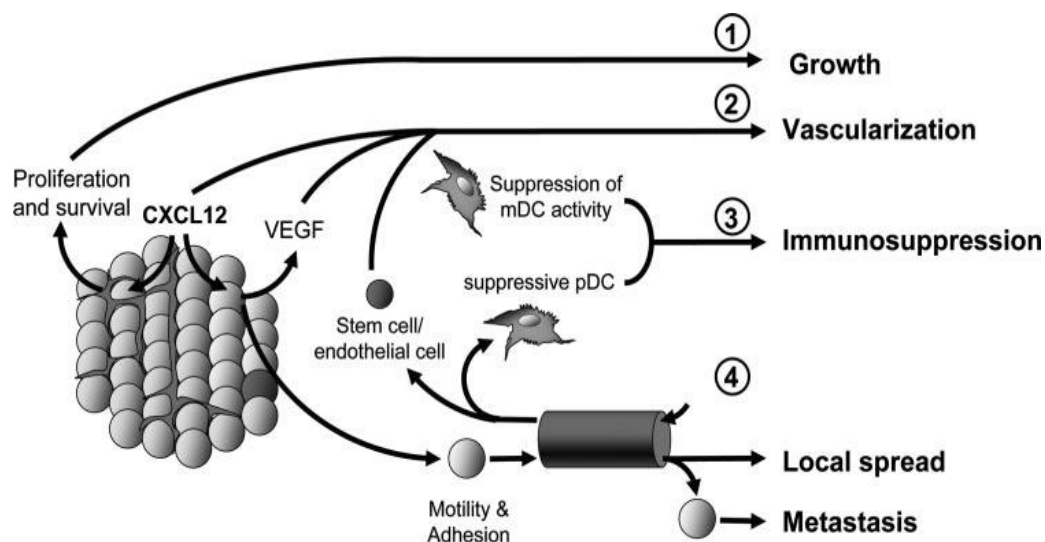 1
Growth
2
Vascularization
Proliferation
and survival
CXCL12
VEGF
Suppression of
mDC activity
3
Immunosuppression
suppressive pDC
Stem cell/
endothelial cell
4
Local spread
Motility &
Adhesion
Metastasis